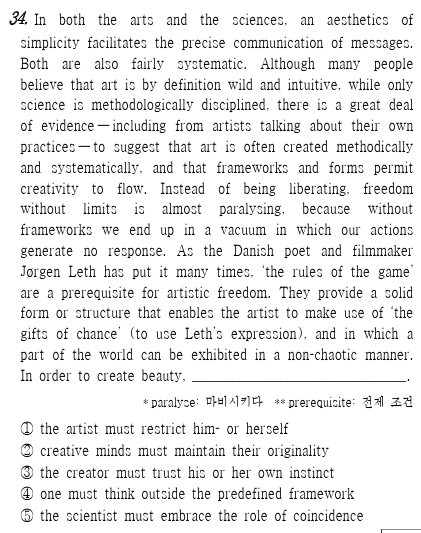 34. In both the arts and the sciences, an aesthetics of
simplicity facilitates the precise communication of messages.
Both are also fairly systematic. Although many people
believe that art is by definition wild and intuitive, while only
science is methodologically disciplined, there is a great deal
of evidence—including from artists talking about their own
practices—to suggest that art is often created methodically
and systematically, and that frameworks and forms permit
creativity to flow. Instead of being liberating, freedom
without limits is almost paralysing, because without
frameworks we end up in a vacuum in which our actions
generate no response. As the Danish poet and filmmaker
Jørgen Leth has put it many times, ‘the rules of the game’
are a prerequisite for artistic freedom. They provide a solid
form or structure that enables the artist to make use of ‘the
gifts of chance’ (to use Leth’s expression), and in which a
part of the world can be exhibited in a non-chaotic manner.
In order to create beauty, ______________________________.
* paralyse: 마비시키다 ** prerequisite: 전제 조건
① the artist must restrict him- or herself
② creative minds must maintain their originality
③ the creator must trust his or her own instinct
④ one must think outside the predefined framework
⑤ the scientist must embrace the role of coincidence